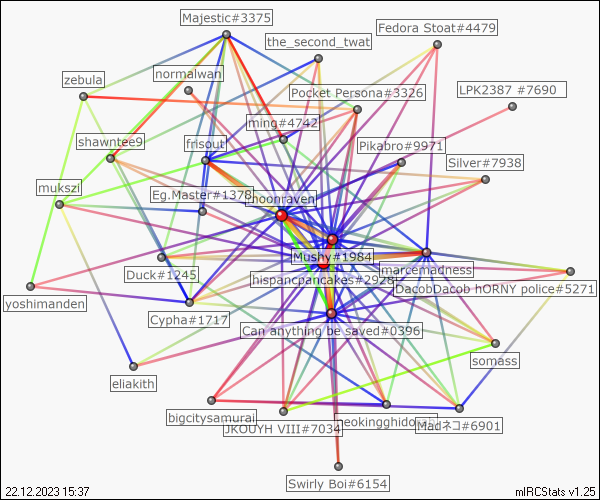 Majestic#3375
Fedora Stoat#4479
the_second_twat
normalwan
zebula
LPK2387 #7690
Pocket Persona#3326
ming#4742
shawntee9
frisout
Pikabro#9971
Silver#7938
mukszi
Eg.Master#1378
noonraven
Mushy#1984
Duck#1245
marcemadness
hispancpancakes#2928
DacobDacob hORNY police#5271
yoshimanden
Cypha#1717
Can anything be saved#0396
somass
eliakith
bigcitysamurai
neokingghidorah
JKOUYH VIII#7034
Madネコ#6901
Swirly Boi#6154
22.12.2023 15:37
mIRCStats v1.25